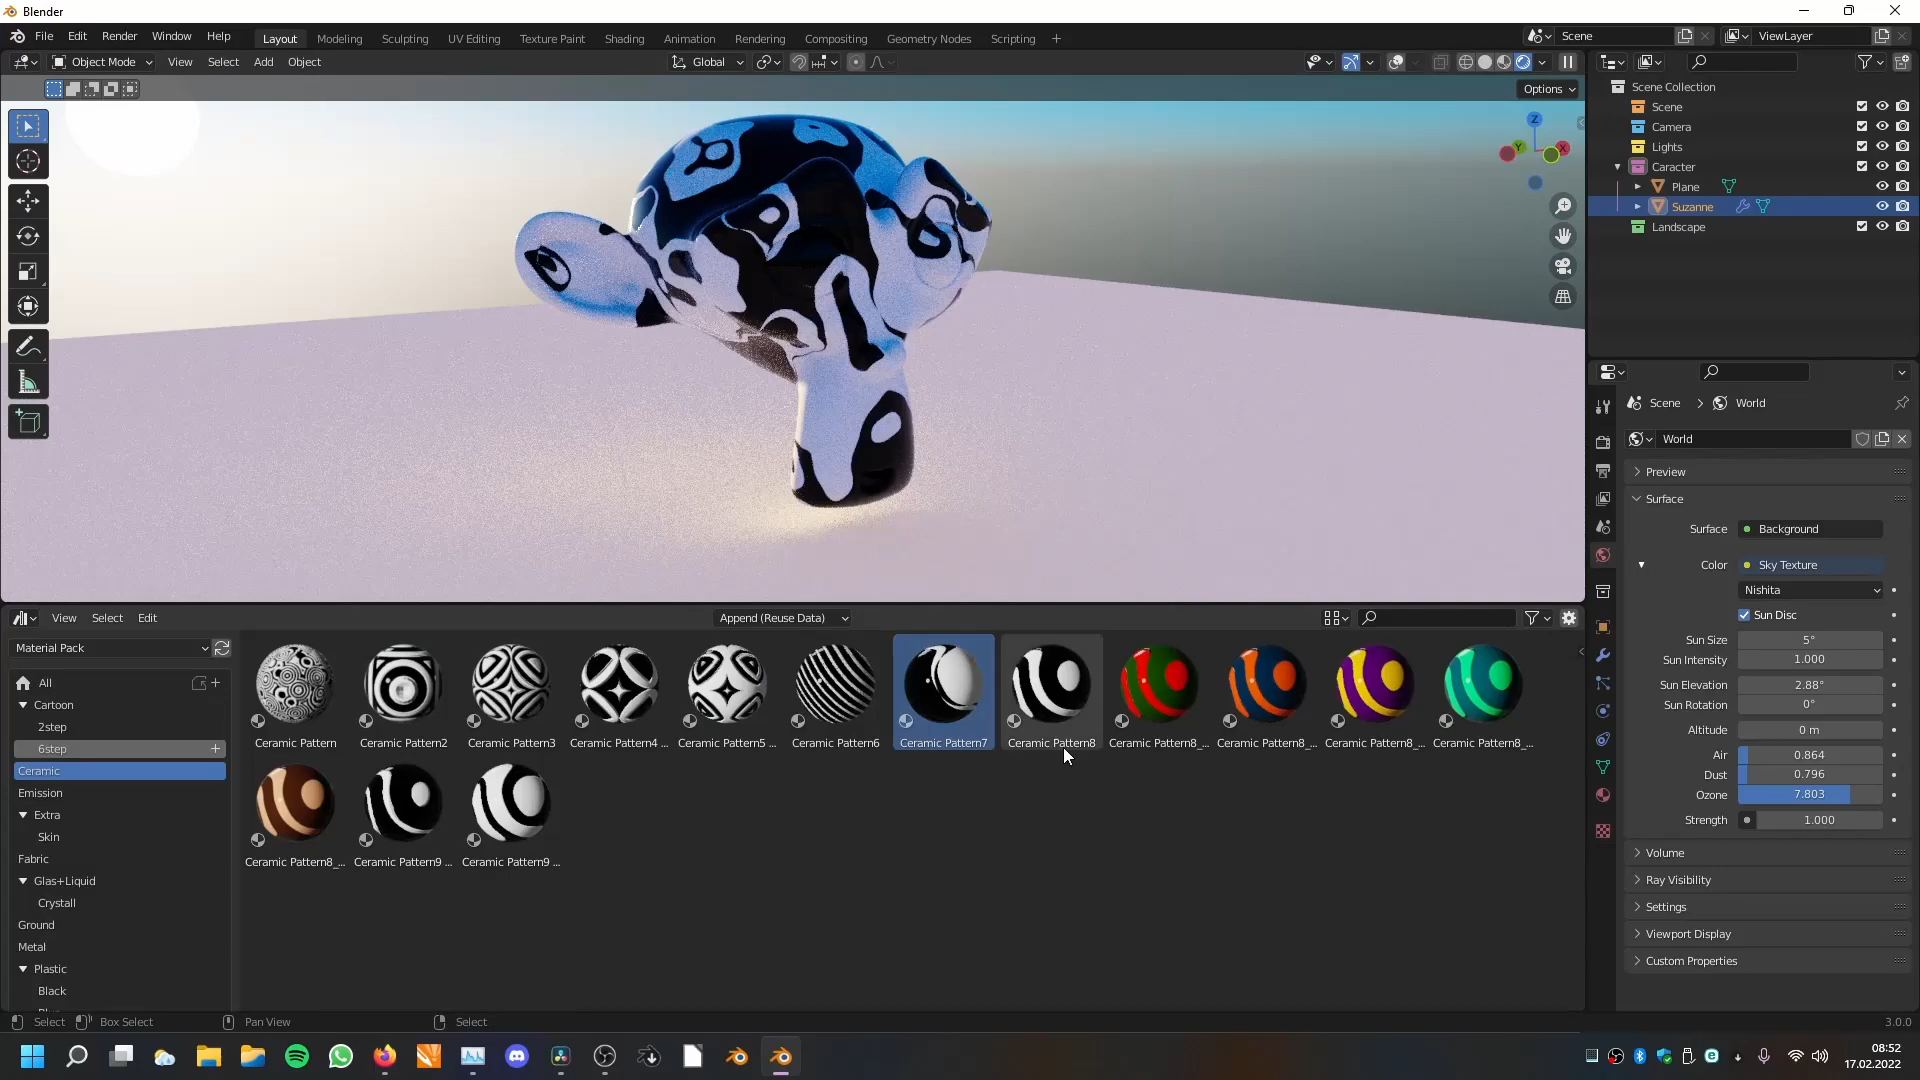 Blender
File Edit Render Window Help
Layout Modeling Sculpting UV Editing Texture Paint Shading Animation Rendering Compositing Geometry Nodes Scripting +
Scene
ViewLayer
Object Mode View Select Add Object
Global
Options
Z
Y
X
Scene Collection
Scene
Camera
Lights
Caracter
Plane
Suzanne
Landscape
Scene > World
World
Preview
Surface
Surface Background
Color Sky Texture
Nishita
Sun Disc
Sun Size 5°
Sun Intensity 1.000
Sun Elevation 2.88°
Sun Rotation 0°
Altitude 0 m
Air 0.864
Dust 0.796
Ozone 7.803
Strength 1.000
Volume
Ray Visibility
Settings
Viewport Display
Custom Properties
View Select Edit
Append (Reuse Data)
Material Pack
All
Cartoon
2step
6step
Ceramic
Emission
Extra
Skin
Fabric
Glas+Liquid
Crystall
Ground
Metal
Plastic
Black
Ceramic Pattern
Ceramic Pattern2
Ceramic Pattern3
Ceramic Pattern4 ...
Ceramic Pattern5 ...
Ceramic Pattern6
Ceramic Pattern7
Ceramic Pattern8
Ceramic Pattern8_...
Ceramic Pattern8_...
Ceramic Pattern8_...
Ceramic Pattern8_...
Ceramic Pattern8_...
Ceramic Pattern9 ...
Ceramic Pattern9 ...
Select Box Select Pan View Select
3.0.0
08:52
17.02.2022